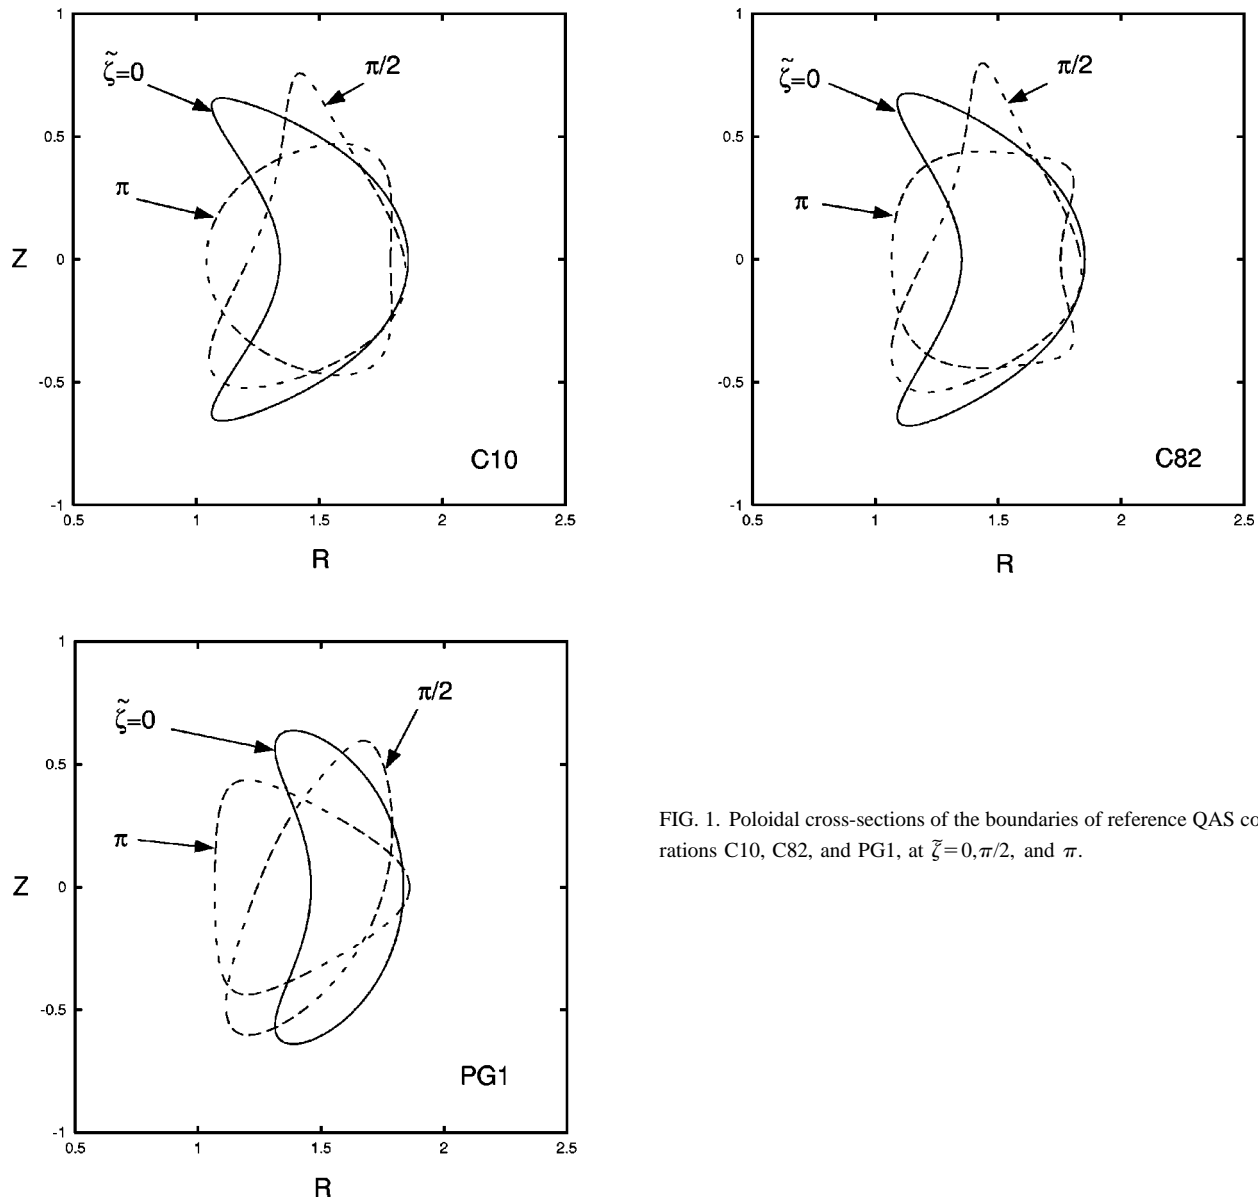 1
0.5
Z
0
-0.5
-1
0.5
1
1.5
2
2.5
R
ζ̃=0
π/2
π
C10
1
0.5
0
-0.5
-1
0.5
1
1.5
2
2.5
R
ζ̃=0
π/2
π
C82
1
0.5
Z
0
-0.5
-1
0.5
1
1.5
2
2.5
R
ζ̃=0
π/2
π
PG1
FIG. 1. Poloidal cross-sections of the boundaries of reference QAS co
rations C10, C82, and PG1, at ζ̃=0,π/2, and π.